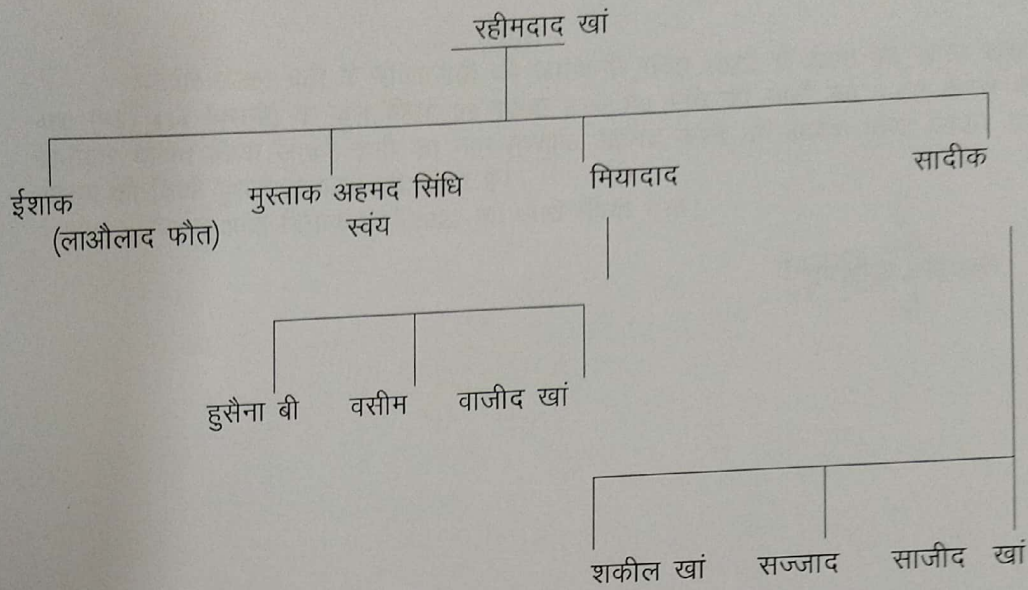 रहीमदाद खां
ईशाक
(लाऔलाद फौत)
मुस्ताक अहमद सिंधि
स्वंय
मियादाद
सादीक
हुसैना बी वसीम वाजीद खां
शकील खां सज्जाद साजीद खां